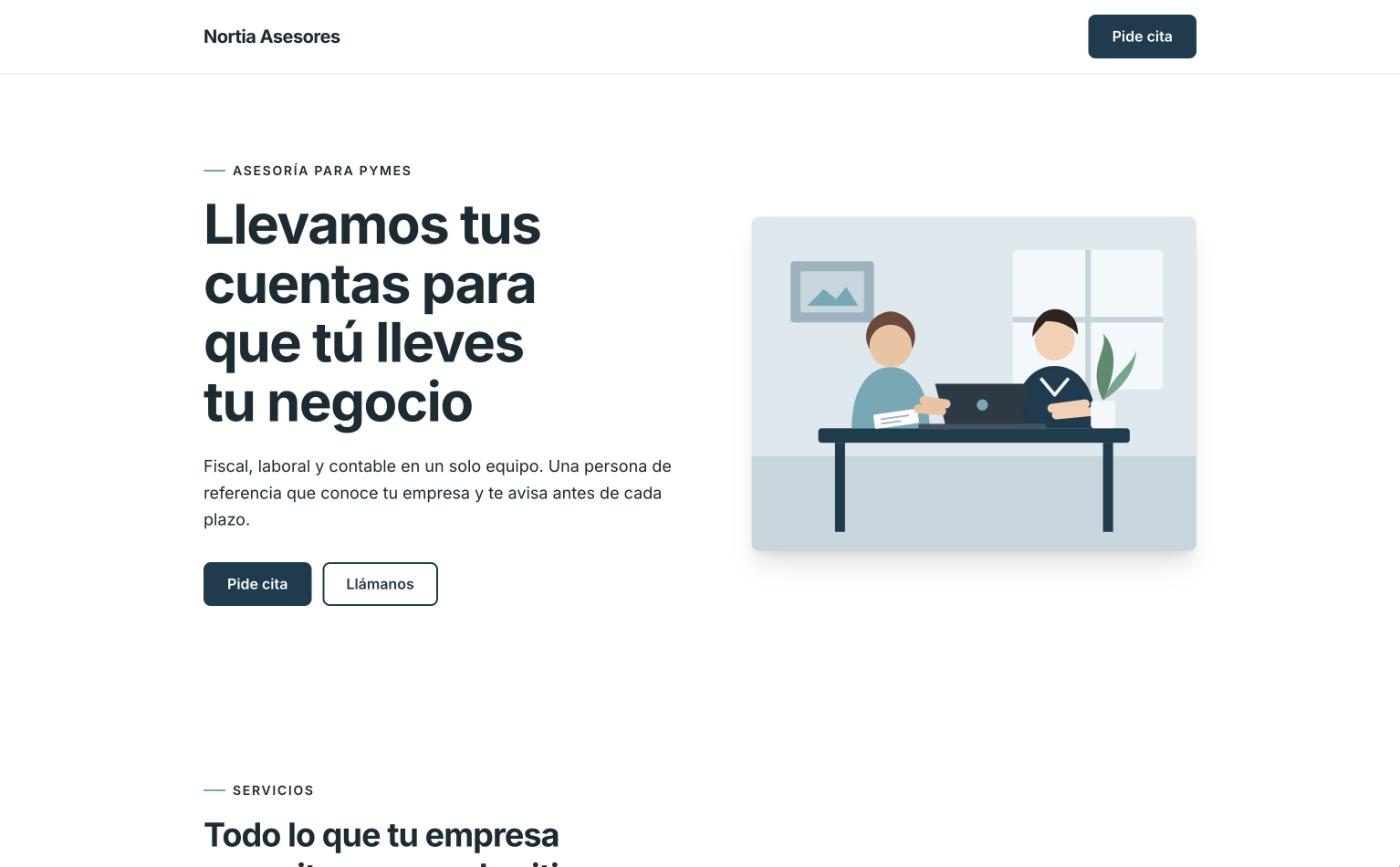 Nortia Asesores
Pide cita
ASESORÍA PARA PYMES
Llevamos tus
cuentas para
que tú lleves
tu negocio
Fiscal, laboral y contable en un solo equipo. Una persona de
referencia que conoce tu empresa y te avisa antes de cada
plazo.
Pide cita
Llámanos
SERVICIOS
Todo lo que tu empresa